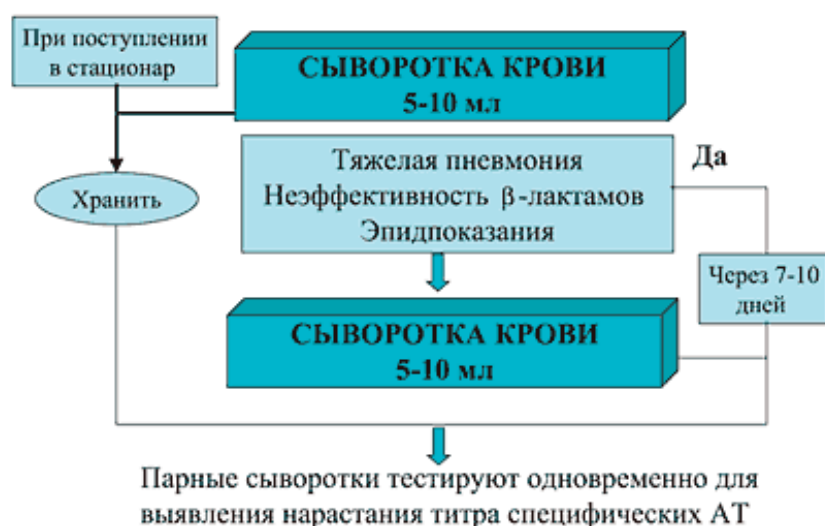 При поступлении
в стационар
СЫВОРОТКА КРОВИ
5-10 мл
Хранить
Тяжелая пневмония
Неэффективность β-лактамов
Эпидпоказания
Да
Через 7-10
дней
СЫВОРОТКА КРОВИ
5-10 мл
Парные сыворотки тестируют одновременно для
выявления нарастания титра специфических АТ